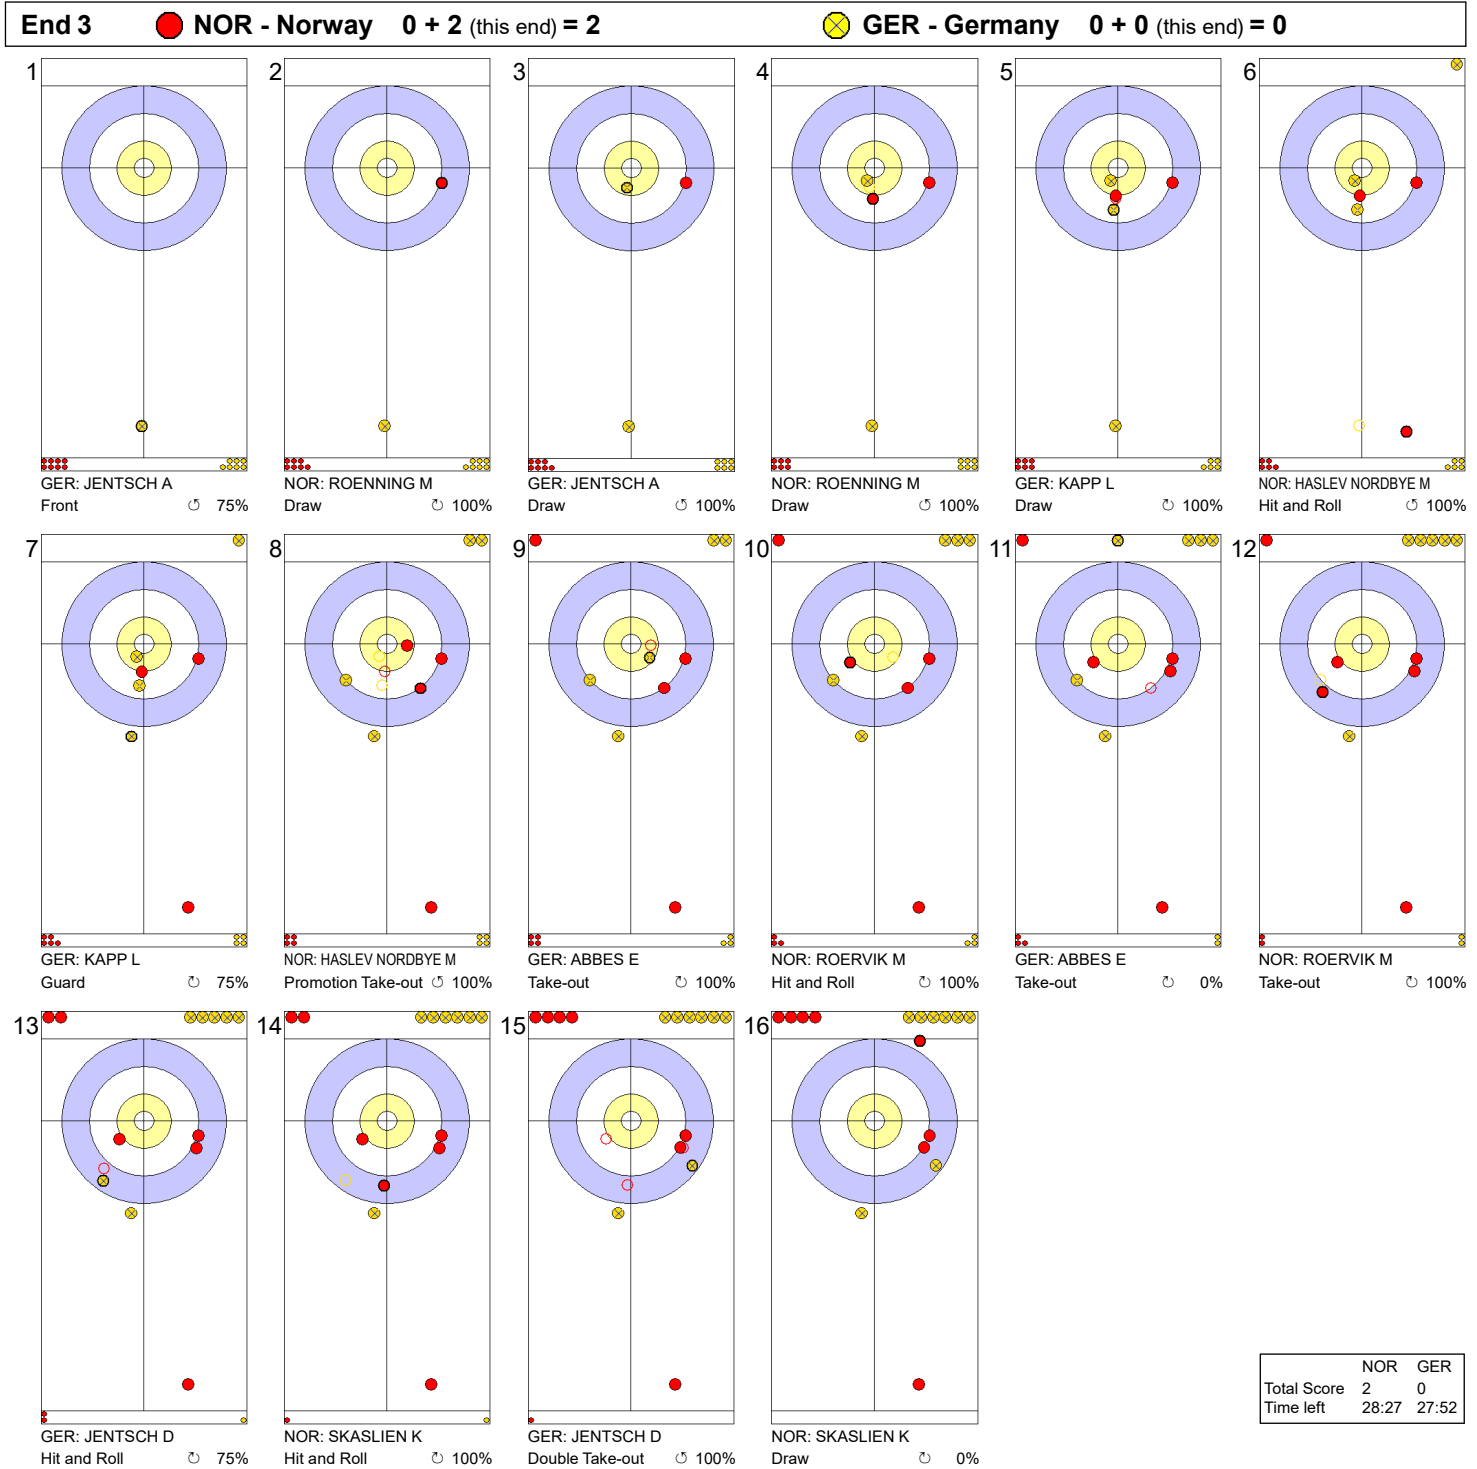 End 3 NOR - Norway 0 + 2 (this end) = 2 GER - Germany 0 + 0 (this end) = 0
1 2 3 4 5 6
GER: JENTSCH A NOR: ROENNING M GER: JENTSCH A NOR: ROENNING M GER: KAPP L NOR: HASLEV NORDBYE M
Front ↺ 75% Draw ↻ 100% Draw ↺ 100% Draw ↻ 100% Draw ↺ 100% Hit and Roll ↻ 100%
7 8 9 10 11 12
GER: KAPP L NOR: HASLEV NORDBYE M GER: ABBES E NOR: ROERVIK M GER: ABBES E NOR: ROERVIK M
Guard ↻ 75% Promotion Take-out ↺ 100% Take-out ↺ 100% Hit and Roll ↻ 100% Take-out ↻ 0% Take-out ↻ 100%
13 14 15 16
GER: JENTSCH D NOR: SKASLIEN K GER: JENTSCH D NOR: SKASLIEN K
Hit and Roll ↻ 75% Hit and Roll ↺ 100% Double Take-out ↺ 100% Draw ↻ 0%
NOR GER
Total Score 2 0
Time left 28:27 27:52